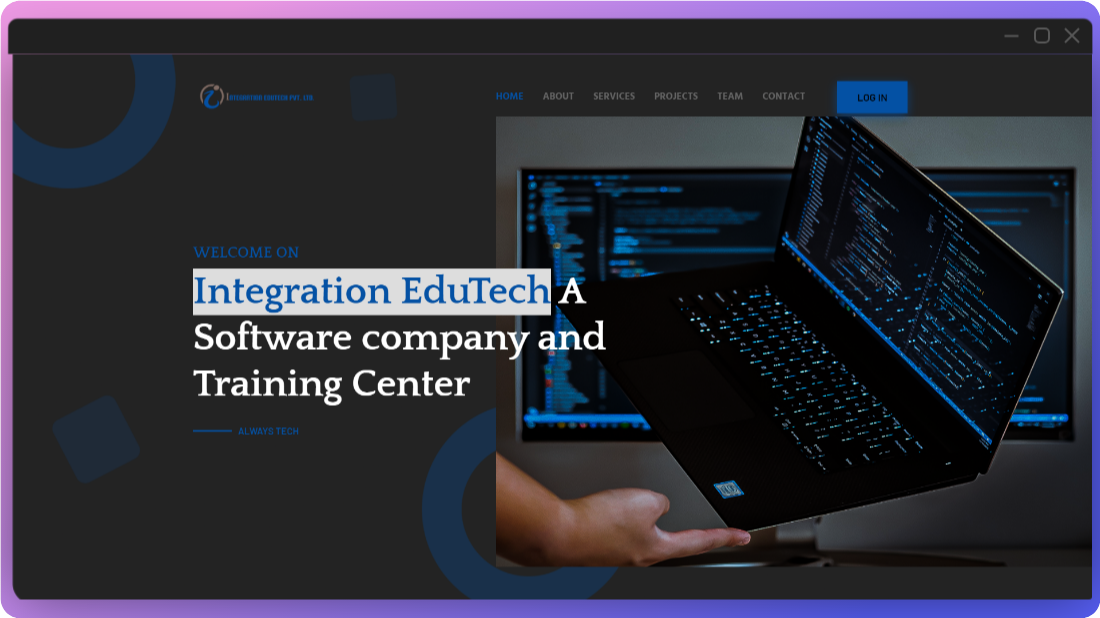 INTEGRATION EDUTECH PVT. LTD.
HOME ABOUT SERVICES PROJECTS TEAM CONTACT LOG IN
WELCOME ON
Integration EduTech A
Software company and
Training Center
ALWAYS TECH